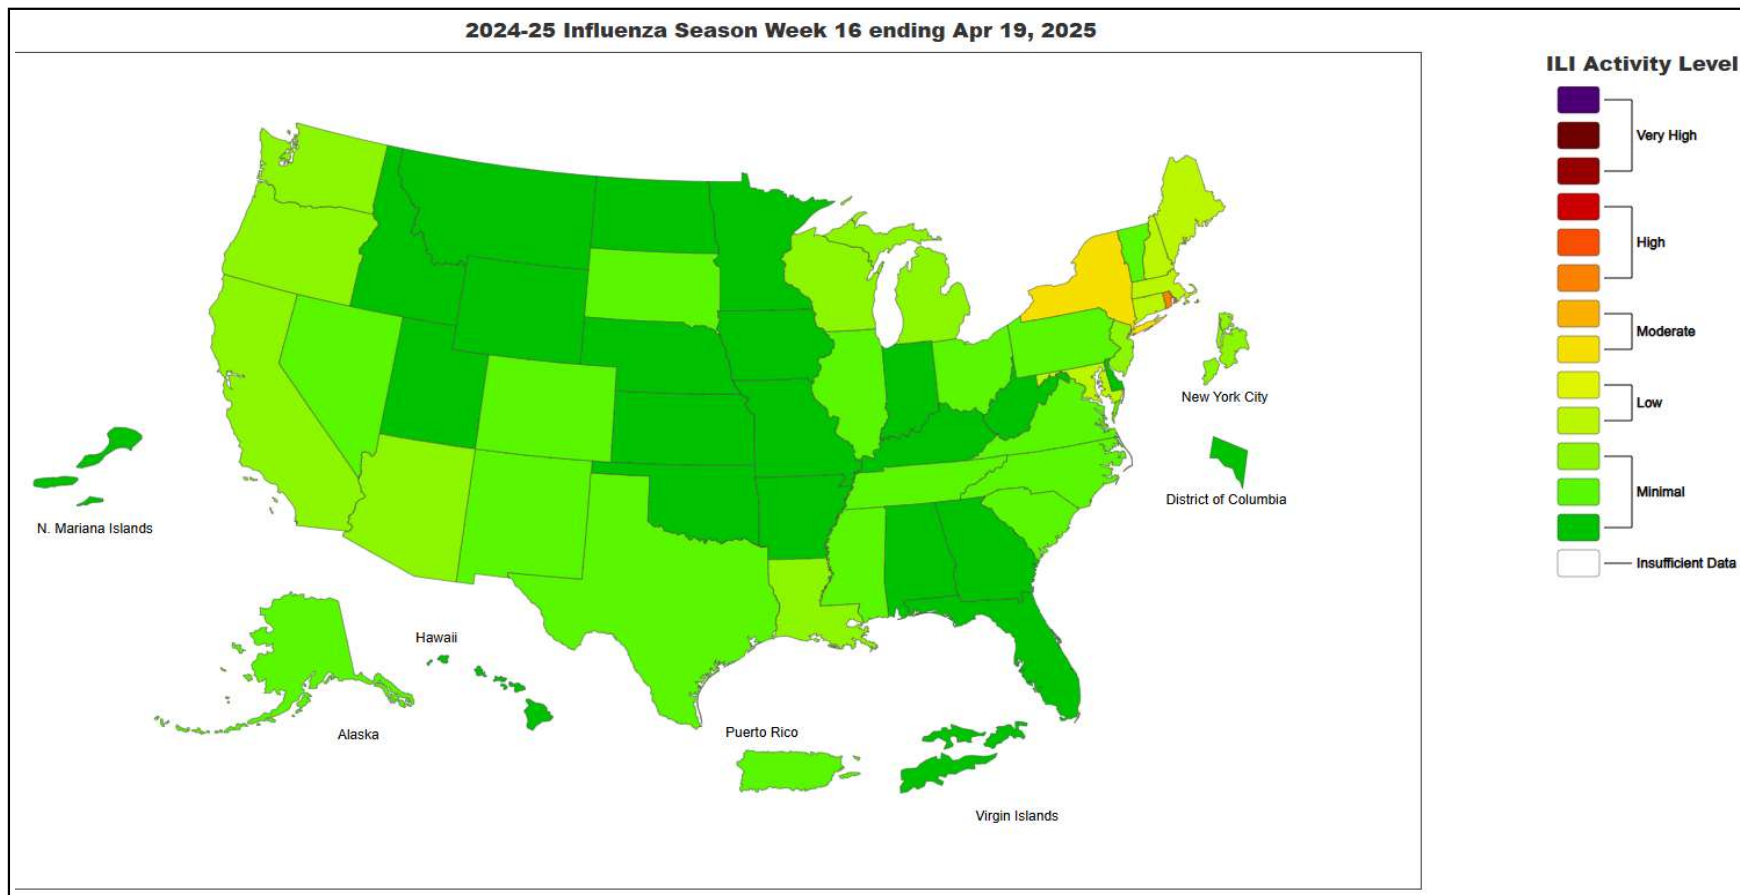 2024-25 Influenza Season Week 16 ending Apr 19, 2025
ILI Activity Level
Very High
High
Moderate
Low
Minimal
Insufficient Data
New York City
District of Columbia
N. Mariana Islands
Hawaii
Alaska
Puerto Rico
Virgin Islands